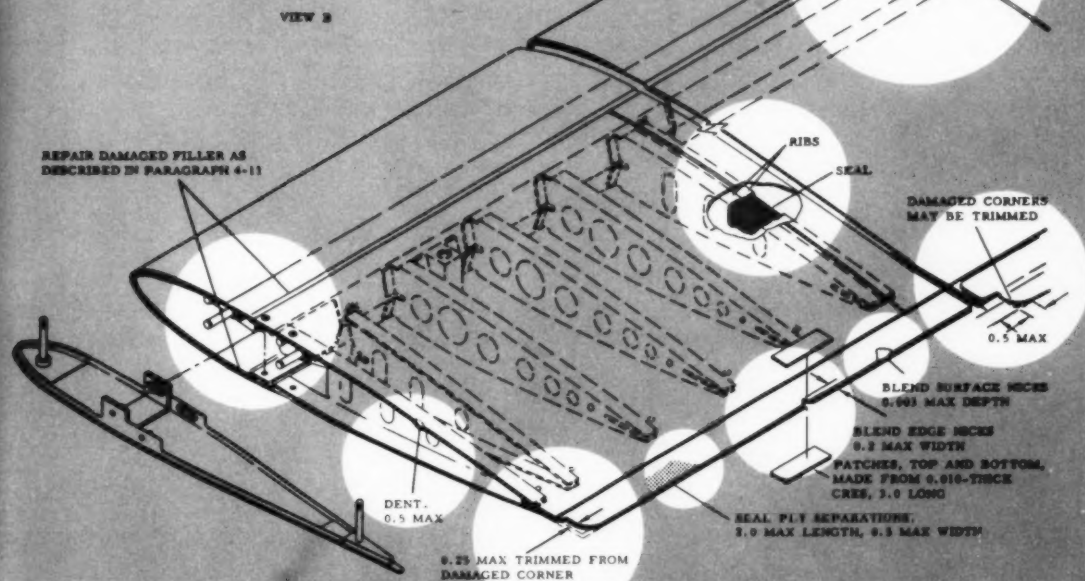 VIEW B
REPAIR DAMAGED FILLER AS
DESCRIBED IN PARAGRAPH 4-11
RIBS
SEAL
DAMAGED CORNERS
MAY BE TRIMMED
0.5 MAX
BLEND SURFACE NICKS
0.003 MAX DEPTH
BLEND EDGE NICKS
0.2 MAX WIDTH
PATCHES, TOP AND BOTTOM,
MADE FROM 0.010-THICK
CRES, 3.0 LONG
SEAL PLY SEPARATIONS.
2.0 MAX LENGTH, 0.5 MAX WIDTH
DENT.
0.5 MAX
0.25 MAX TRIMMED FROM
DAMAGED CORNER